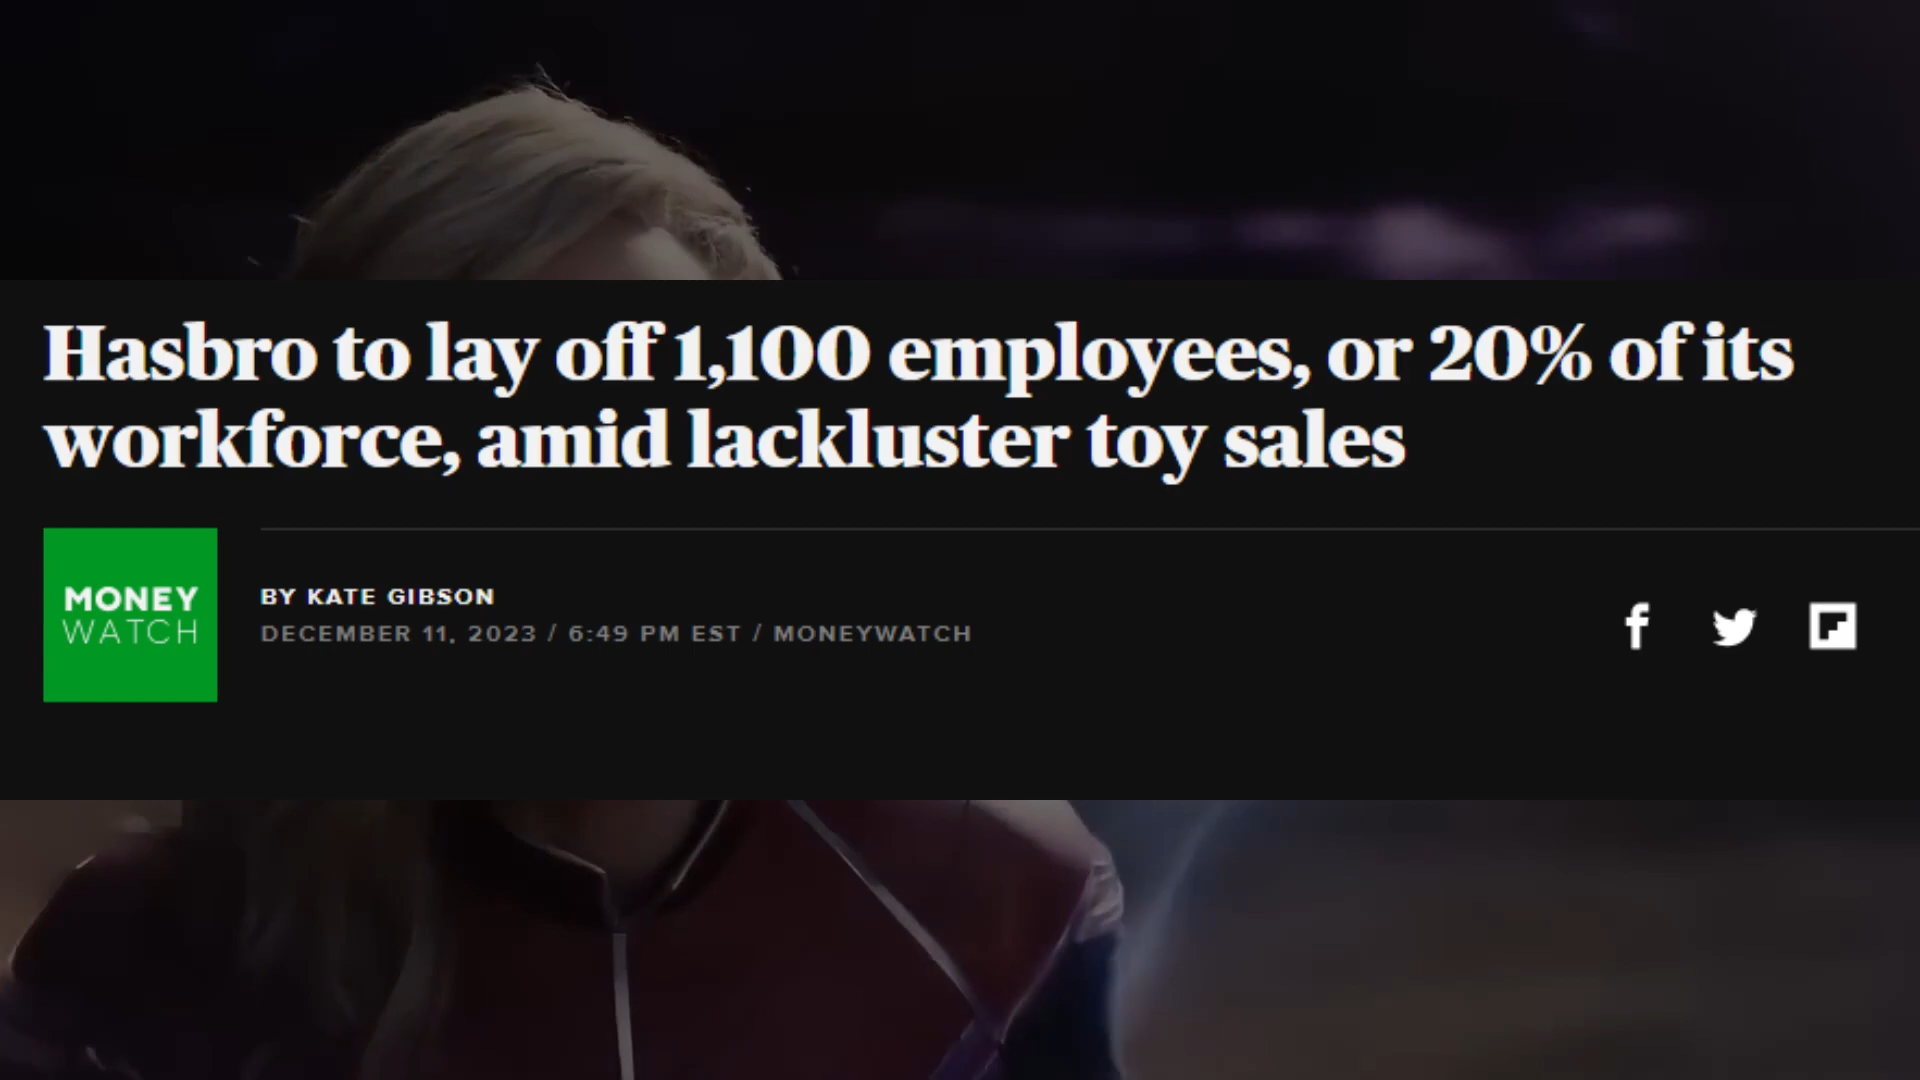 Hasbro to lay off 1,100 employees, or 20% of its
workforce, amid lackluster toy sales
MONEY
WATCH
BY KATE GIBSON
DECEMBER 11, 2023 / 6:49 PM EST / MONEYWATCH